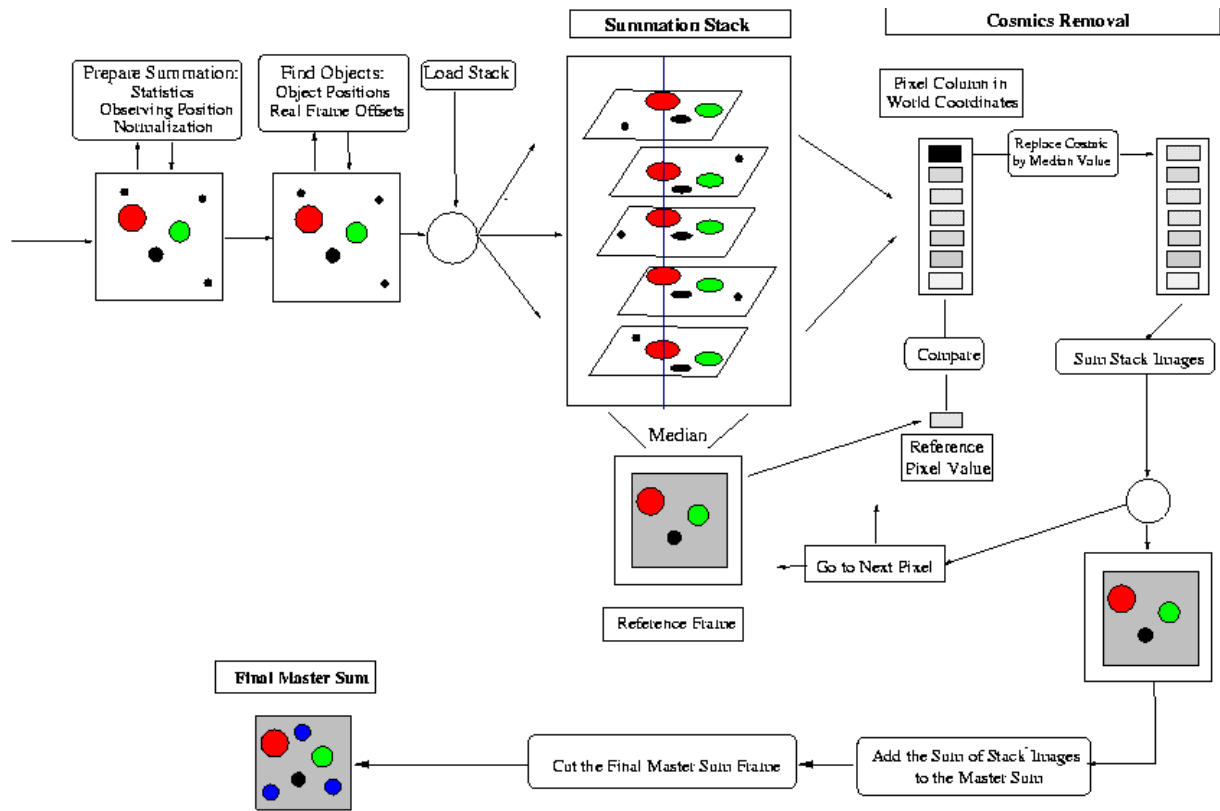 Summation Stack
Cosmics Removal
Prepare Summation:
Statistics
Observing Position
Normalization
Find Objects:
Object Positions
Real Frame Offsets
Load Stack
Pixel Column in
World Coordinates
Replace Cosmic
by Median Value
Compare
Sum Stack Images
Median
Reference
Pixel Value
Go to Next Pixel
Reference Frame
Final Master Sum
Cut the Final Master Sum Frame
Add the Sum of Stack Images
to the Master Sum